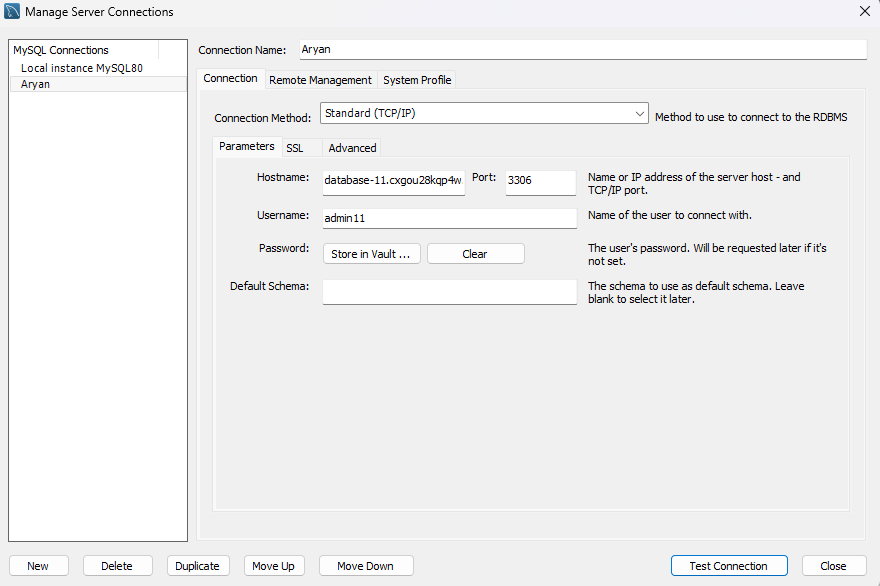 Manage Server Connections
MySQL Connections
Local instance MySQL80
Aryan
Connection Name: Aryan
Connection Remote Management System Profile
Connection Method: Standard (TCP/IP) Method to use to connect to the RDBMS
Parameters SSL Advanced
Hostname: database-11.cxgou28kqp4w Port: 3306 Name or IP address of the server host - and
TCP/IP port.
Username: admin11 Name of the user to connect with.
Password: Store in Vault ... Clear The user's password. Will be requested later if it's
not set.
Default Schema: The schema to use as default schema. Leave
blank to select it later.
New Delete Duplicate Move Up Move Down Test Connection Close